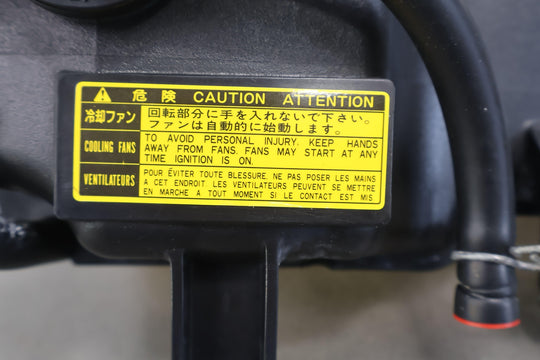 危険 CAUTION ATTENTION
冷却ファン
回転部分に手を入れないで下さい。
ファンは自動的に始動します。
COOLING FANS
TO AVOID PERSONAL INJURY, KEEP HANDS
AWAY FROM FANS. FANS MAY START AT ANY
TIME IGNITION IS ON.
VENTILATEURS
POUR ÉVITER TOUTE BLESSURE, NE PAS POSER LES MAINS
A CET ENDROIT. LES VENTILATEURS PEUVENT SE METTRE
EN MARCHE A TOUT MOMENT SI LE CONTACT EST MIS